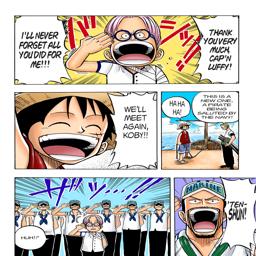 I'LL NEVER
FORGET ALL
YOU DID FOR
ME!!!
THANK
YOU VERY
MUCH
CAP'N
LUFFY!
WE'LL
MEET
AGAIN,
KOBY!!
HA HA
HA!
THIS IS A
NEW ONE,
A PIRATE
BEING
SALUTED BY
THE NAVY!
HUH!?
MARINE
'TEN-
SHUN!